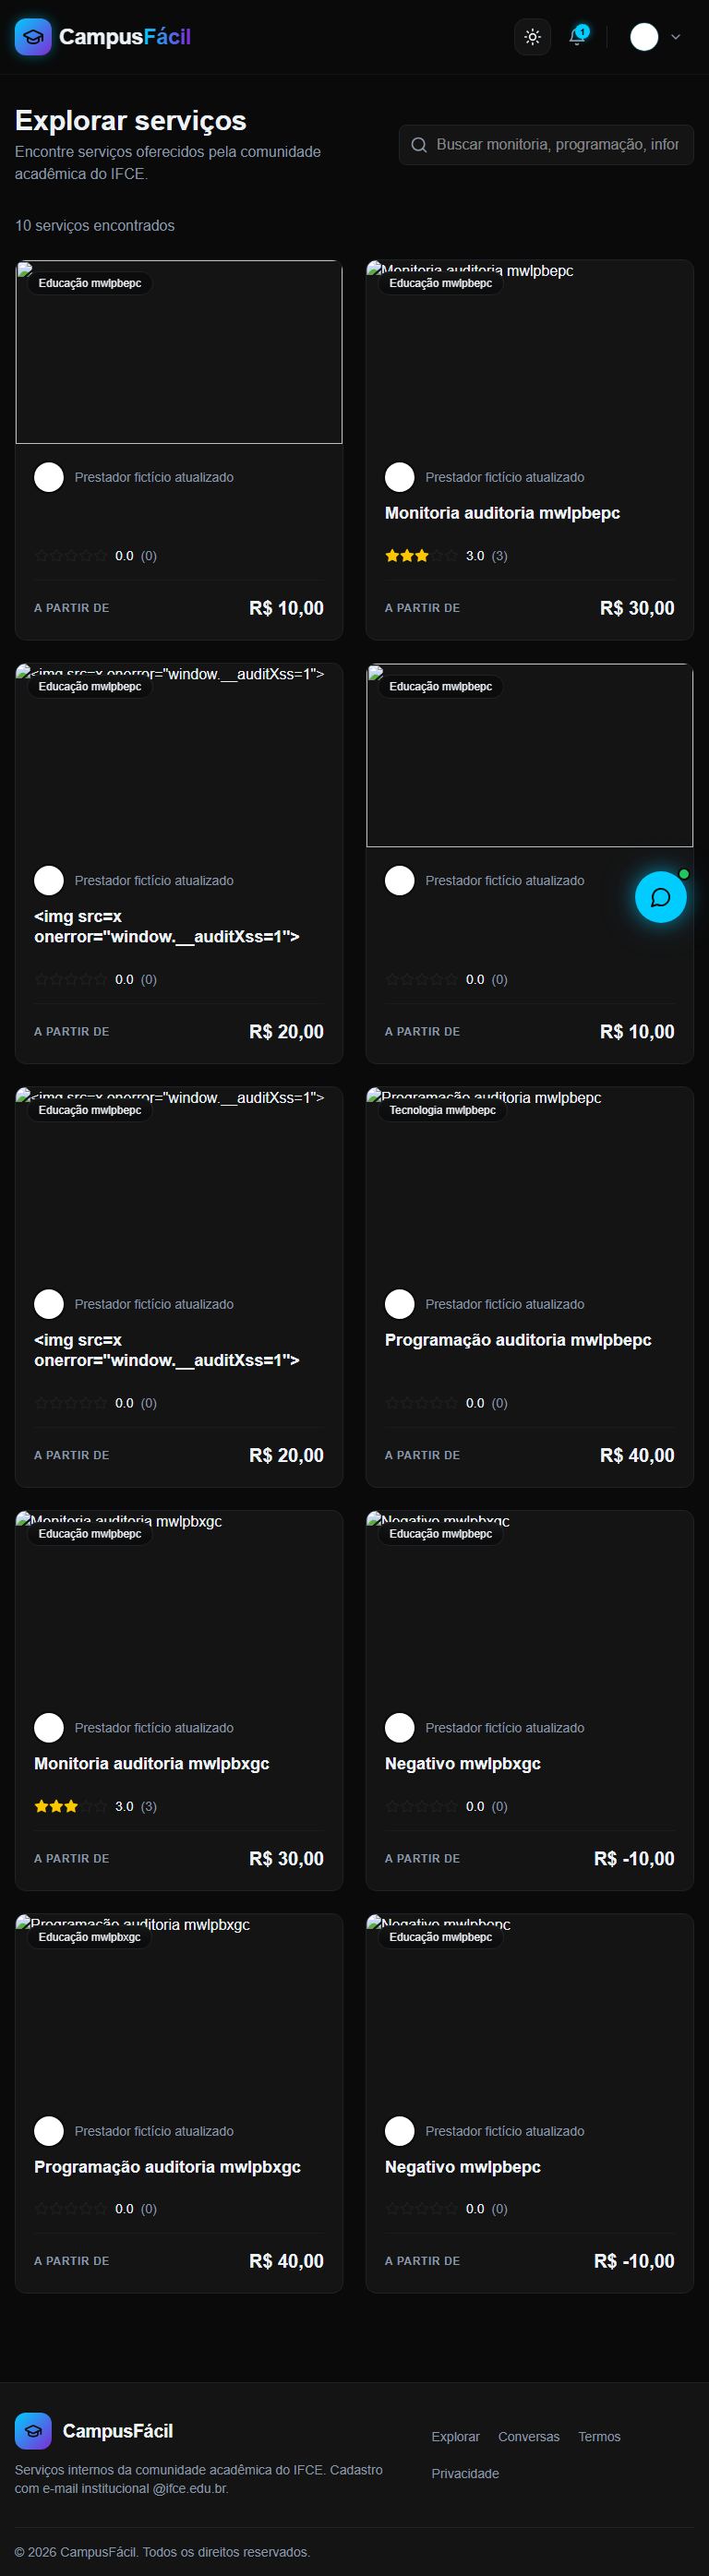 CampusFácil
1
Explorar serviços
Encontre serviços oferecidos pela comunidade
acadêmica do IFCE.
Buscar monitoria, programação, infor
10 serviços encontrados
Educação mwlpbepc
Prestador fictício atualizado
0.0 (0)
A PARTIR DE R$ 10,00
Monitoria auditoria mwlpbepc
Educação mwlpbepc
Prestador fictício atualizado
Monitoria auditoria mwlpbepc
3.0 (3)
A PARTIR DE R$ 30,00
<img src=x onerror="window.__auditXss=1">
Educação mwlpbepc
Prestador fictício atualizado
<img src=x
onerror="window.__auditXss=1">
0.0 (0)
A PARTIR DE R$ 20,00
Educação mwlpbepc
Prestador fictício atualizado
0.0 (0)
A PARTIR DE R$ 10,00
<img src=x onerror="window.__auditXss=1">
Educação mwlpbepc
Prestador fictício atualizado
<img src=x
onerror="window.__auditXss=1">
0.0 (0)
A PARTIR DE R$ 20,00
Programação auditoria mwlpbepc
Tecnologia mwlpbepc
Prestador fictício atualizado
Programação auditoria mwlpbepc
0.0 (0)
A PARTIR DE R$ 40,00
Monitoria auditoria mwlpbxgc
Educação mwlpbepc
Prestador fictício atualizado
Monitoria auditoria mwlpbxgc
3.0 (3)
A PARTIR DE R$ 30,00
Negativo mwlpbxgc
Educação mwlpbepc
Prestador fictício atualizado
Negativo mwlpbxgc
0.0 (0)
A PARTIR DE R$ -10,00
Programação auditoria mwlpbxgc
Educação mwlpbxgc
Prestador fictício atualizado
Programação auditoria mwlpbxgc
0.0 (0)
A PARTIR DE R$ 40,00
Negativo mwlpbepc
Educação mwlpbepc
Prestador fictício atualizado
Negativo mwlpbepc
0.0 (0)
A PARTIR DE R$ -10,00
CampusFácil
Serviços internos da comunidade acadêmica do IFCE. Cadastro
com e-mail institucional @ifce.edu.br.
Explorar Conversas Termos
Privacidade
© 2026 CampusFácil. Todos os direitos reservados.